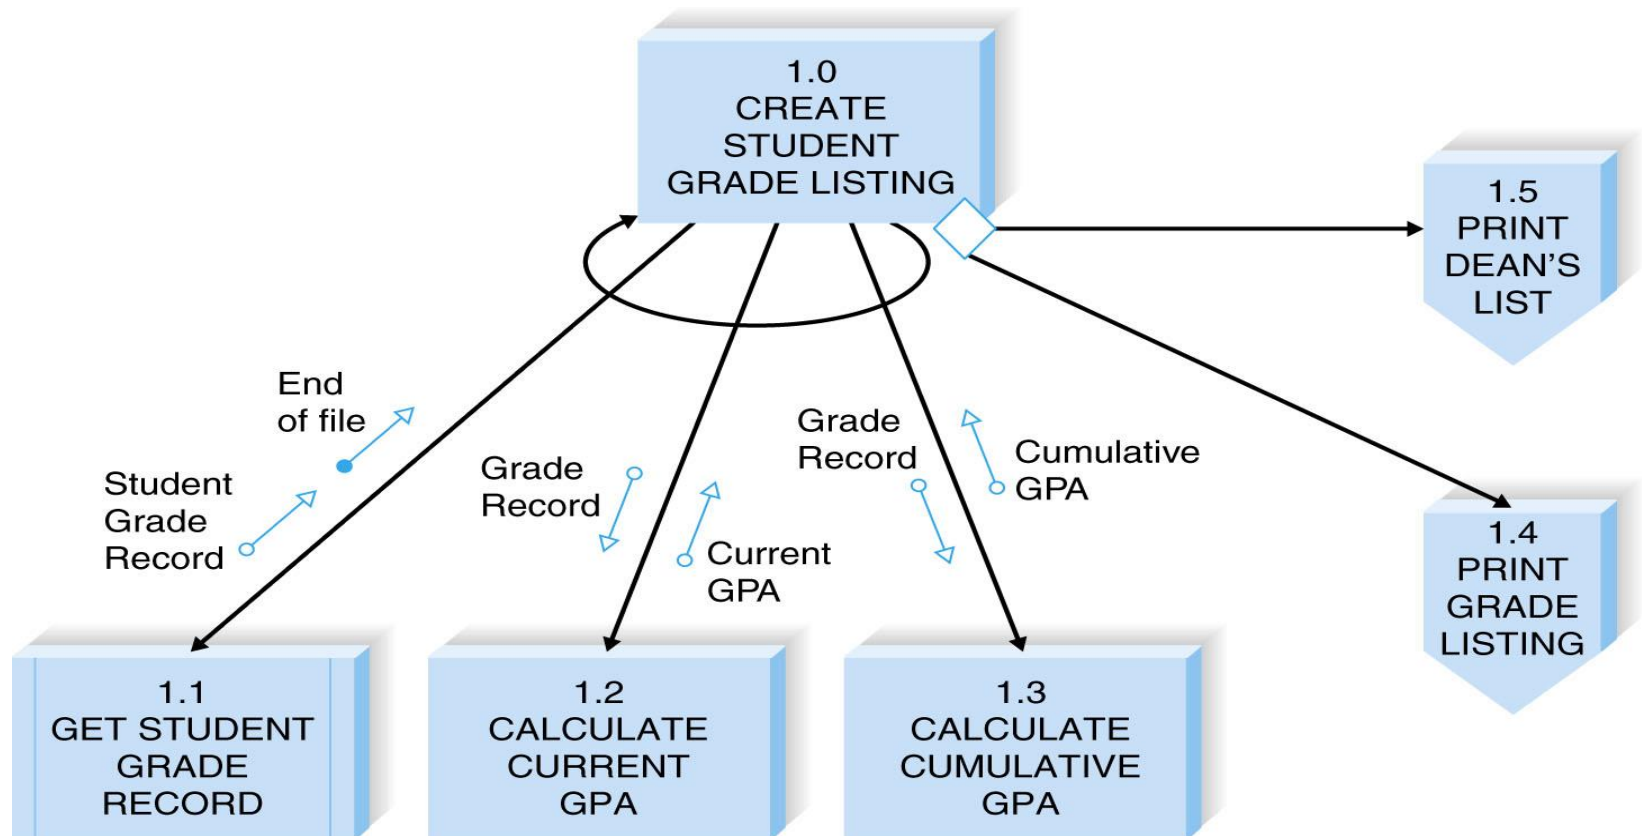 1.0
CREATE
STUDENT
GRADE LISTING
1.5
PRINT
DEAN'S
LIST
End
of file
Student
Grade
Record
Grade
Record
Current
GPA
Grade
Record
Cumulative
GPA
1.4
PRINT
GRADE
LISTING
1.1
GET STUDENT
GRADE
RECORD
1.2
CALCULATE
CURRENT
GPA
1.3
CALCULATE
CUMULATIVE
GPA